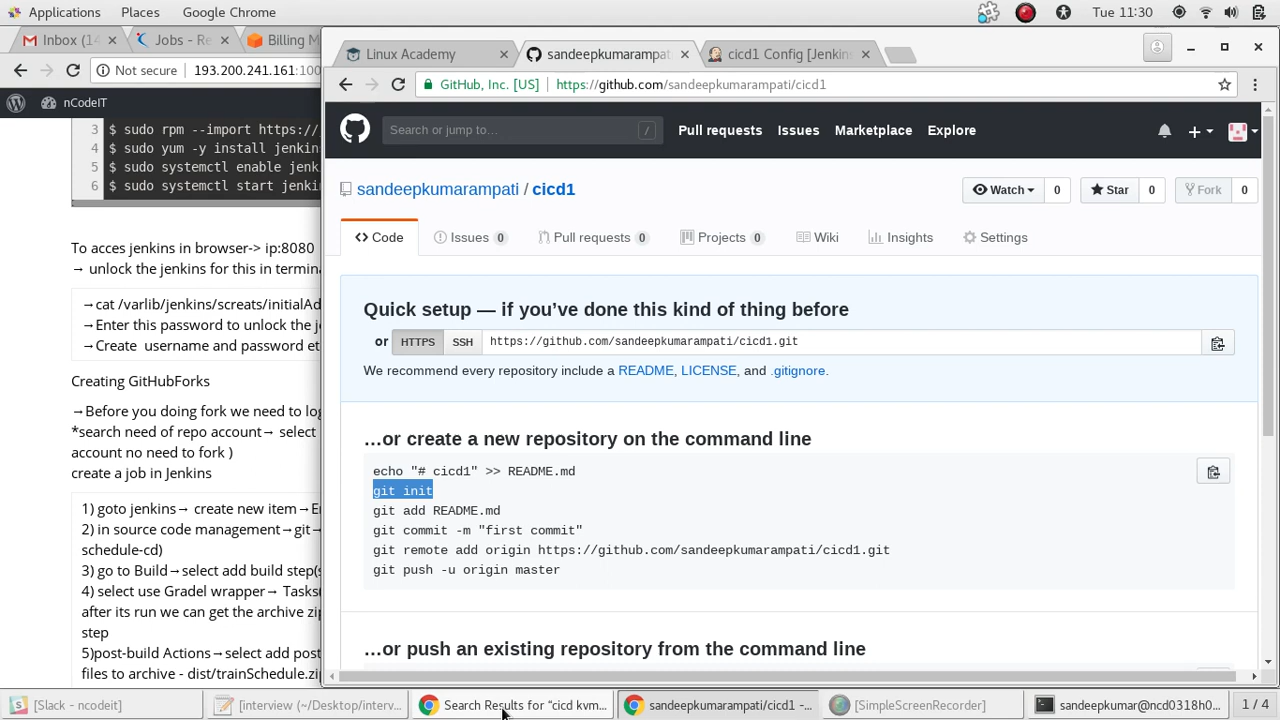 Applications Places Google Chrome Tue 11:30
Inbox (14 Jobs - Re Billing M
Linux Academy sandeepkumarampati cicd1 Config [Jenkins
Not secure 193.200.241.161:100
GitHub, Inc. [US] https://github.com/sandeepkumarampati/cicd1
nCodeIT
Search or jump to… / Pull requests Issues Marketplace Explore
3 $ sudo rpm --import https://
4 $ sudo yum -y install jenkin
5 $ sudo systemctl enable jenk
6 $ sudo systemctl start jenki
To acces jenkins in browser-> ip:8080
→ unlock the jenkins for this in termina
→cat /varlib/jenkins/screats/initialAd
→Enter this password to unlock the j
→Create username and password et
Creating GitHubForks
→Before you doing fork we need to log
*search need of repo account→ select
account no need to fork )
create a job in Jenkins
1) goto jenkins→ create new item→En
2) in source code management→git→
schedule-cd)
3) go to Build→select add build step(s
4) select use Gradel wrapper→ Tasks(
after its run we can get the archive zip
step
5)post-build Actions→select add post
files to archive - dist/trainSchedule.zip
sandeepkumarampati / cicd1
Watch 0 Star 0 Fork 0
Code Issues 0 Pull requests 0 Projects 0 Wiki Insights Settings
Quick setup — if you’ve done this kind of thing before
or HTTPS SSH https://github.com/sandeepkumarampati/cicd1.git
We recommend every repository include a README, LICENSE, and .gitignore.
…or create a new repository on the command line
echo "# cicd1" >> README.md
git init
git add README.md
git commit -m "first commit"
git remote add origin https://github.com/sandeepkumarampati/cicd1.git
git push -u origin master
…or push an existing repository from the command line
[Slack - ncodeit] [interview (~/Desktop/interv... Search Results for “cicd kvm... sandeepkumarampati/cicd1 -... [SimpleScreenRecorder] sandeepkumar@ncd0318h0... 1 / 4